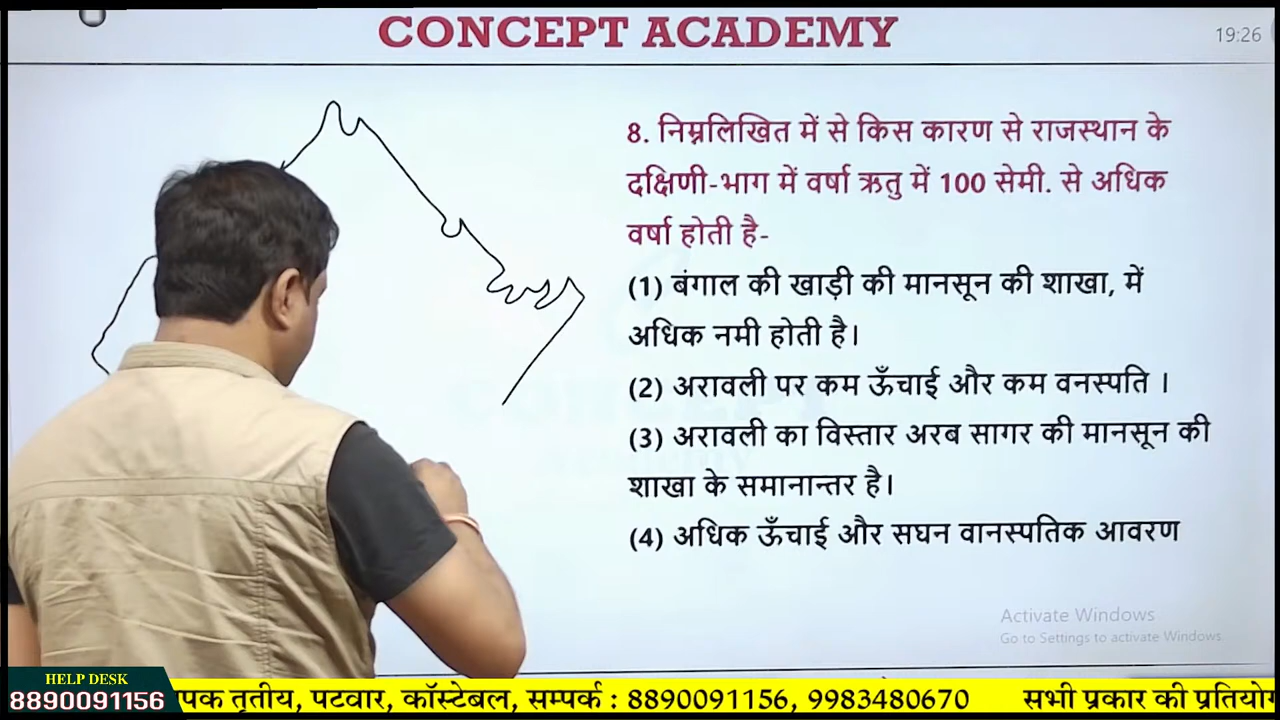 CONCEPT ACADEMY
19:26
8. निम्नलिखित में से किस कारण से राजस्थान के
दक्षिणी-भाग में वर्षा ऋतु में 100 सेमी. से अधिक
वर्षा होती है-
(1) बंगाल की खाड़ी की मानसून की शाखा, में
अधिक नमी होती है।
(2) अरावली पर कम ऊँचाई और कम वनस्पति ।
(3) अरावली का विस्तार अरब सागर की मानसून की
शाखा के समानान्तर है।
(4) अधिक ऊँचाई और सघन वानस्पतिक आवरण
Activate Windows
Go to Settings to activate Windows
HELP DESK
8890091156
पक तृतीय, पटवार, कॉस्टेबल, सम्पर्क : 8890091156, 9983480670 सभी प्रकार की